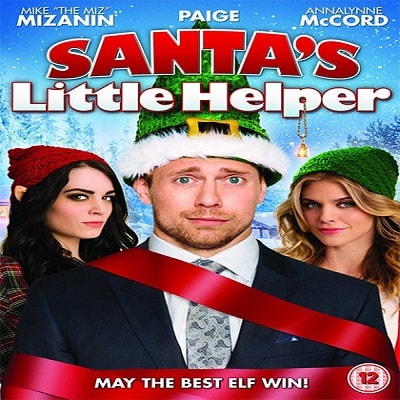 MIKE "THE MIZ" MIZANIN
PAIGE
ANNALYNNE McCORD
SANTA'S
Little Helper
MAY THE BEST ELF WIN!
12